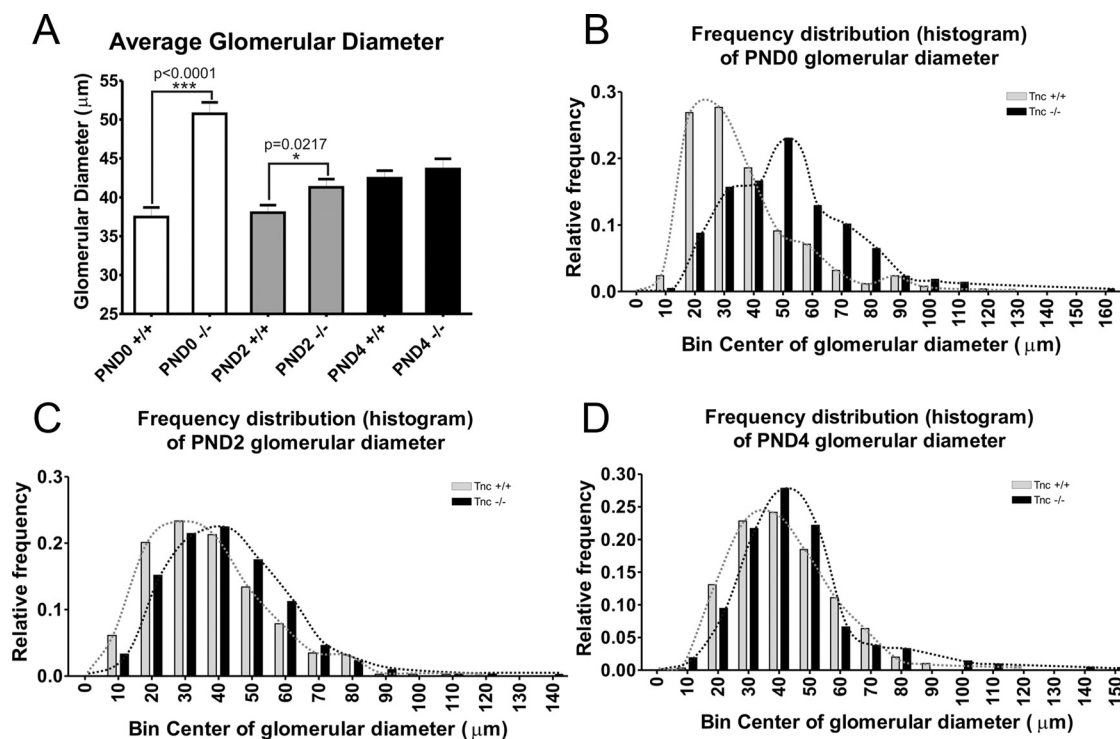 A
Average Glomerular Diameter
Glomerular Diameter (μm)
55
50
45
40
35
30
25
p<0.0001
***
p=0.0217
*
PND0 +/+
PND0 -/-
PND2 +/+
PND2 -/-
PND4 +/+
PND4 -/-
B
Frequency distribution (histogram)
of PND0 glomerular diameter
Tnc +/+
Tnc -/-
Relative frequency
0.3
0.2
0.1
0.0
0 10 20 30 40 50 60 70 80 90 100 110 120 130 140 150 160
Bin Center of glomerular diameter ( μm)
C
Frequency distribution (histogram)
of PND2 glomerular diameter
Tnc +/+
Tnc -/-
Relative frequency
0.3
0.2
0.1
0.0
0 10 20 30 40 50 60 70 80 90 100 110 120 130 140
Bin Center of glomerular diameter ( μm)
D
Frequency distribution (histogram)
of PND4 glomerular diameter
Tnc +/+
Tnc -/-
Relative frequency
0.30
0.25
0.20
0.15
0.10
0.05
0.00
0 10 20 30 40 50 60 70 80 90 100 110 120 130 140 150
Bin Center of glomerular diameter ( μm)